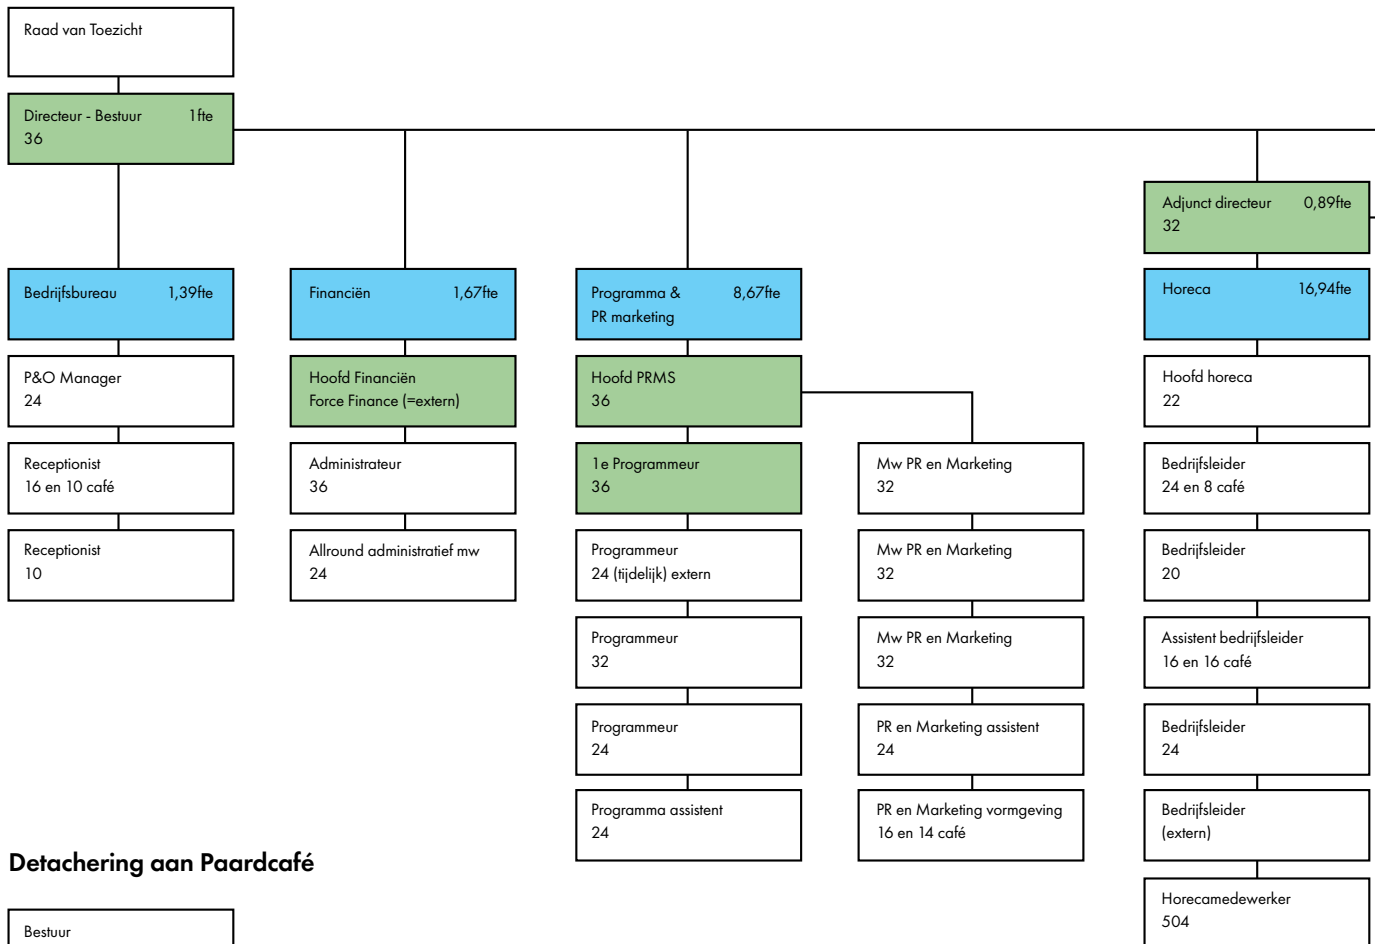 Raad van Toezicht
Directeur - Bestuur 1fte
36
Bedrijfsbureau 1,39fte
P&O Manager
24
Receptionist
16 en 10 café
Receptionist
10
Financiën 1,67fte
Hoofd Financiën
Force Finance (=extern)
Administrateur
36
Allround administratief mw
24
Programma & 8,67fte
PR marketing
Hoofd PRMS
36
1e Programmeur
36
Programmeur
24 (tijdelijk) extern
Programmeur
32
Programmeur
24
Programma assistent
24
Mw PR en Marketing
32
Mw PR en Marketing
32
Mw PR en Marketing
32
PR en Marketing assistent
24
PR en Marketing vormgeving
16 en 14 café
Adjunct directeur 0,89fte
32
Horeca 16,94fte
Hoofd horeca
22
Bedrijfsleider
24 en 8 café
Bedrijfsleider
20
Assistent bedrijfsleider
16 en 16 café
Bedrijfsleider
24
Bedrijfsleider
(extern)
Horecamedewerker
504
Detachering aan Paardcafé
Bestuur